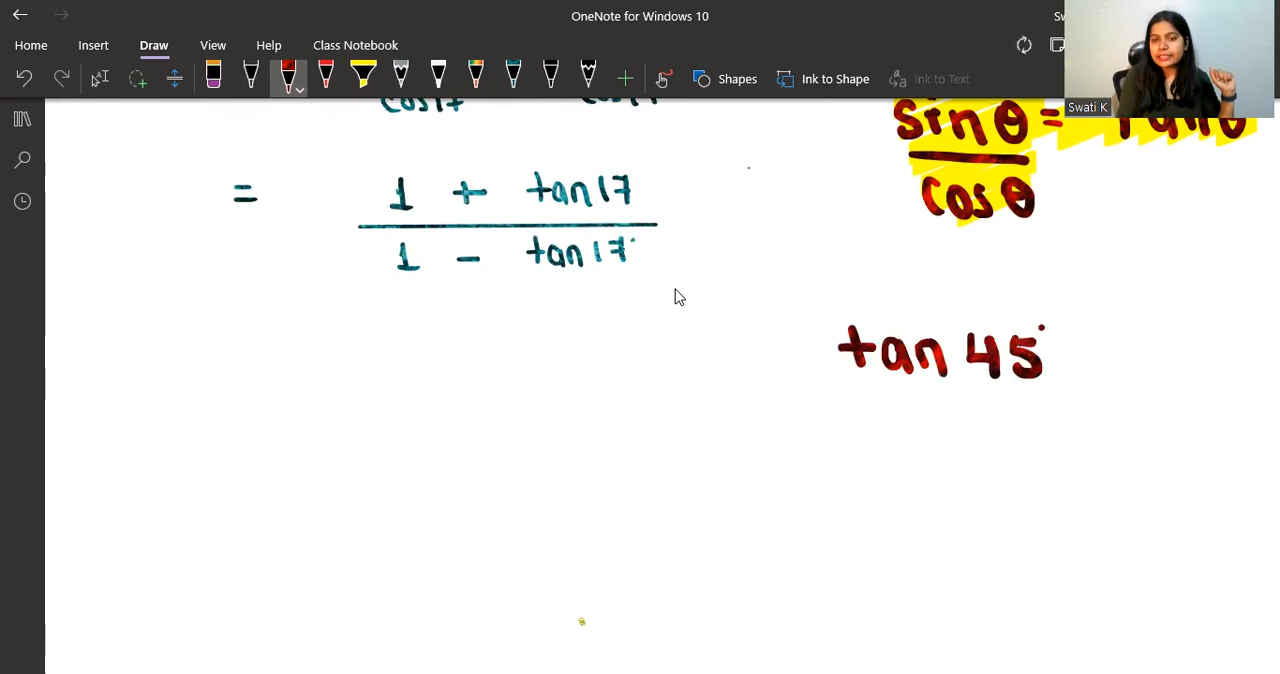 OneNote for Windows 10
Home Insert Draw View Help Class Notebook
Shapes Ink to Shape Ink to Text
Swati K
sinθ = tanθ
cosθ
= 1 + tan17
1 - tan17°
tan 45°